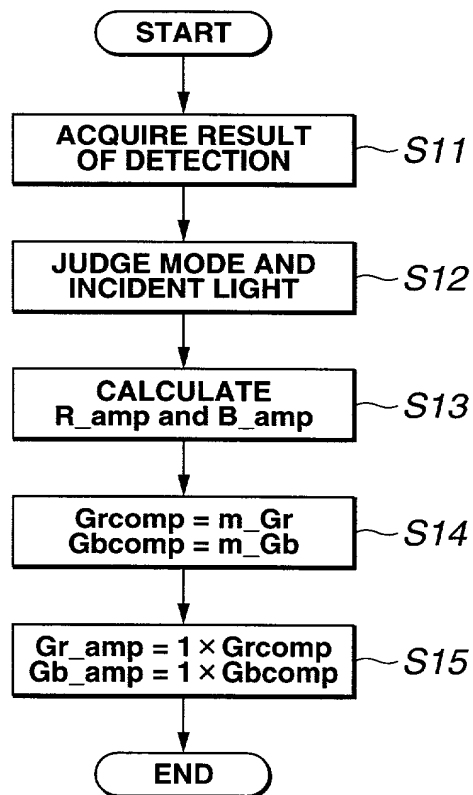 START
ACQUIRE RESULT
OF DETECTION
S11
JUDGE MODE AND
INCIDENT LIGHT
S12
CALCULATE
R_amp and B_amp
S13
Grcomp = m_Gr
Gbcomp = m_Gb
S14
Gr_amp = 1 × Grcomp
Gb_amp = 1 × Gbcomp
S15
END